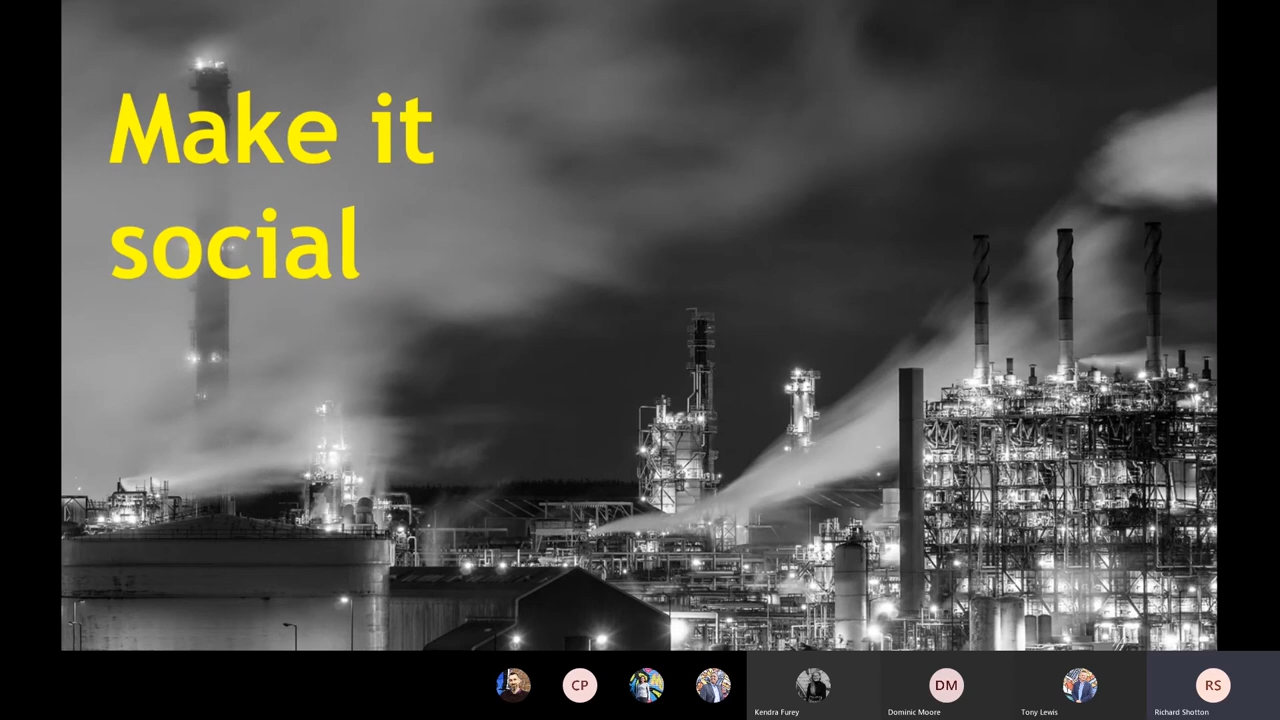 Make it
social
CP
DM
RS
Kendra Furey
Dominic Moore
Tony Lewis
Richard Shotton